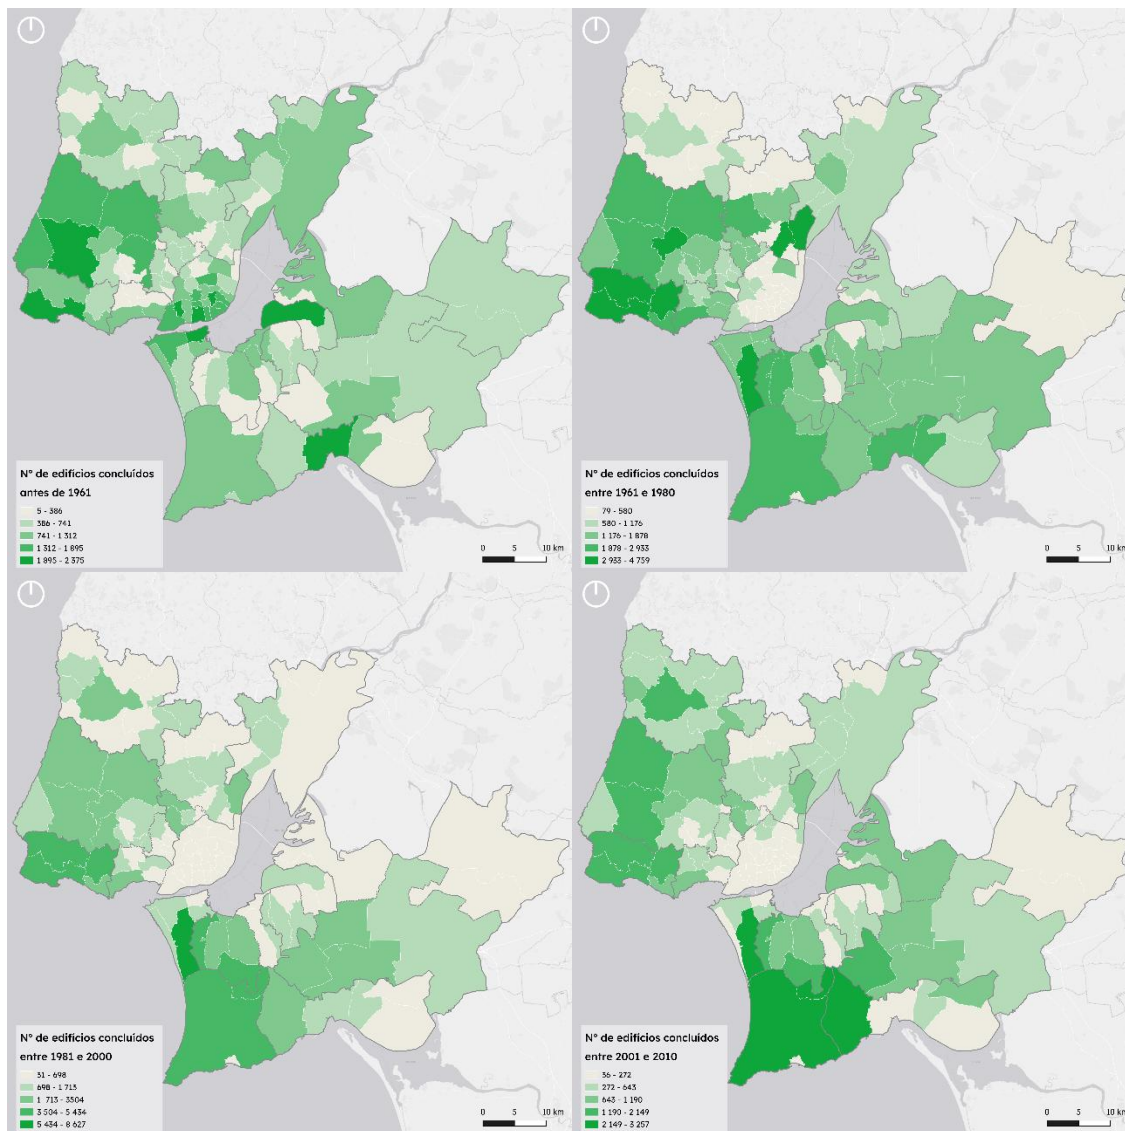 Nº de edifícios concluídos
antes de 1961
5 - 386
386 - 741
741 - 1 312
1 312 - 1 895
1 895 - 2 375
0 5 10 km
Nº de edifícios concluídos
entre 1961 e 1980
79 - 580
580 - 1 176
1 176 - 1 878
1 878 - 2 933
2 933 - 4 759
0 5 10 km
Nº de edifícios concluídos
entre 1981 e 2000
31 - 698
698 - 1 713
1 713 - 3504
3 504 - 5 434
5 434 - 8 627
0 5 10 km
Nº de edifícios concluídos
entre 2001 e 2010
36 - 272
272 - 643
643 - 1 190
1 190 - 2 149
2 149 - 3 257
0 5 10 km